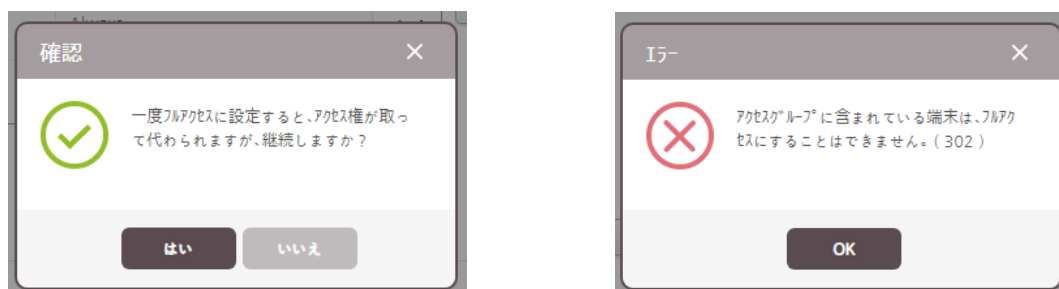 確認
一度ﾌﾙｱｸｾｽに設定すると､ｱｸｾｽ権が取っ
て代わられますが､継続しますか？
はい
いいえ
ｴﾗｰ
ｱｸｾｽｸﾞﾙｰﾌﾟに含まれている端末は､ﾌﾙｱｸ
ｾｽにすることはできません｡( 302 )
OK